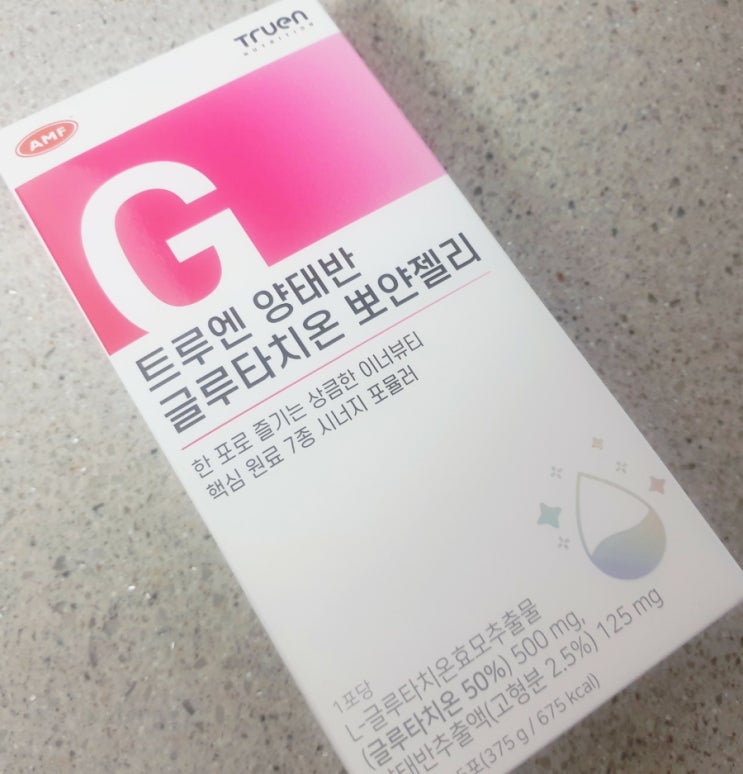 Truen
NUTRITION
AMF
G
트루엔 양태반
글루타치온 뽀얀젤리
한 포로 즐기는 상큼한 이너뷰티
핵심 원료 7종 시너지 포뮬러
1포당
L-글루타치온효모추출물
(글루타치온 50%) 500 mg,
양태반추출액(고형분 2.5%) 125 mg
5포(375 g / 675 kcal)